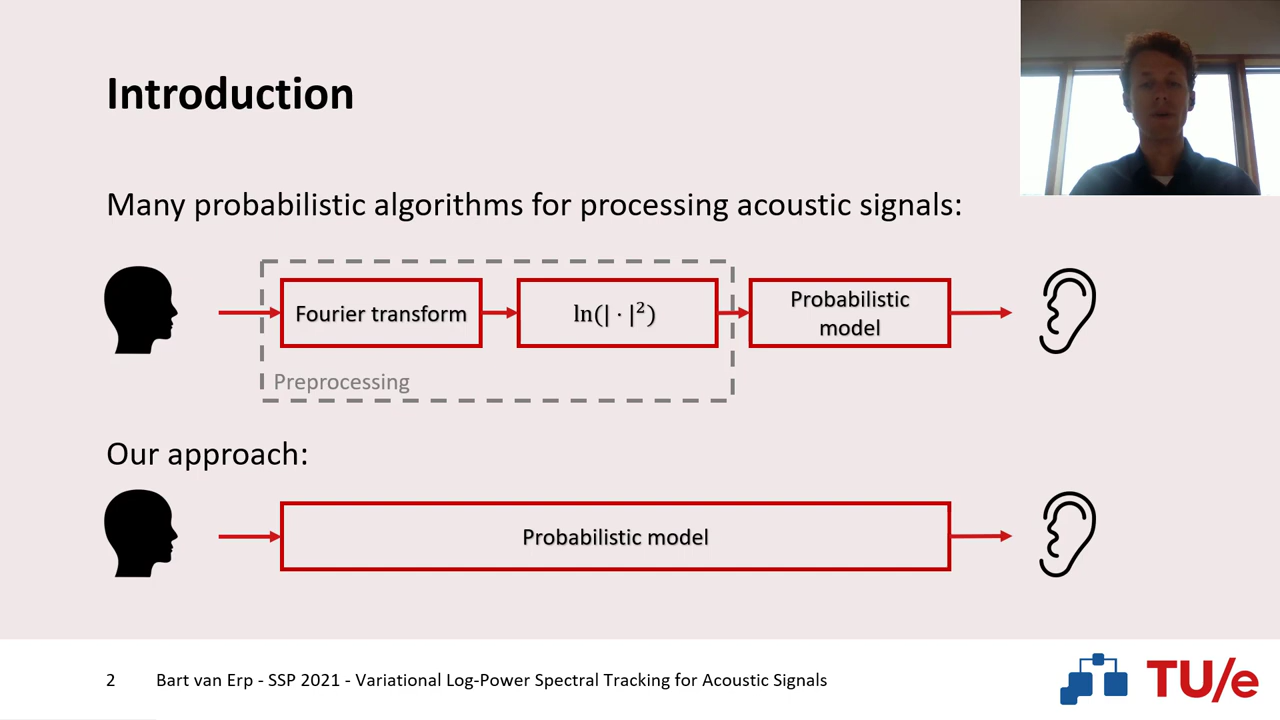 Introduction
Many probabilistic algorithms for processing acoustic signals:
Fourier transform
ln(| · |²)
Probabilistic
model
Preprocessing
Our approach:
Probabilistic model
2
Bart van Erp - SSP 2021 - Variational Log-Power Spectral Tracking for Acoustic Signals
TU/e